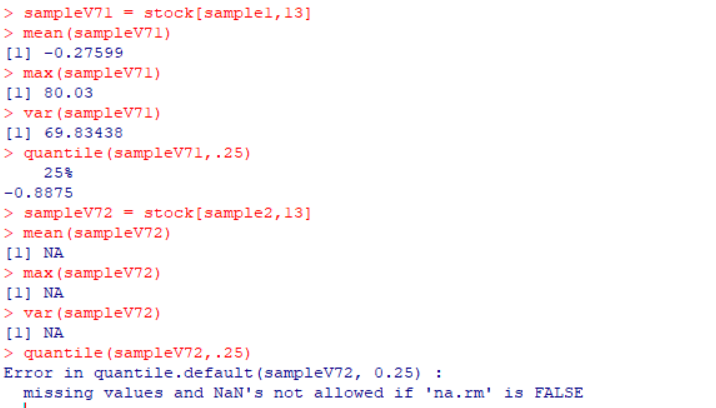 > sampleV71 = stock[sample1,13]
> mean(sampleV71)
[1] -0.27599
> max(sampleV71)
[1] 80.03
> var(sampleV71)
[1] 69.83438
> quantile(sampleV71,.25)
    25%
-0.8875
> sampleV72 = stock[sample2,13]
> mean(sampleV72)
[1] NA
> max(sampleV72)
[1] NA
> var(sampleV72)
[1] NA
> quantile(sampleV72,.25)
Error in quantile.default(sampleV72, 0.25) :
  missing values and NaN's not allowed if 'na.rm' is FALSE